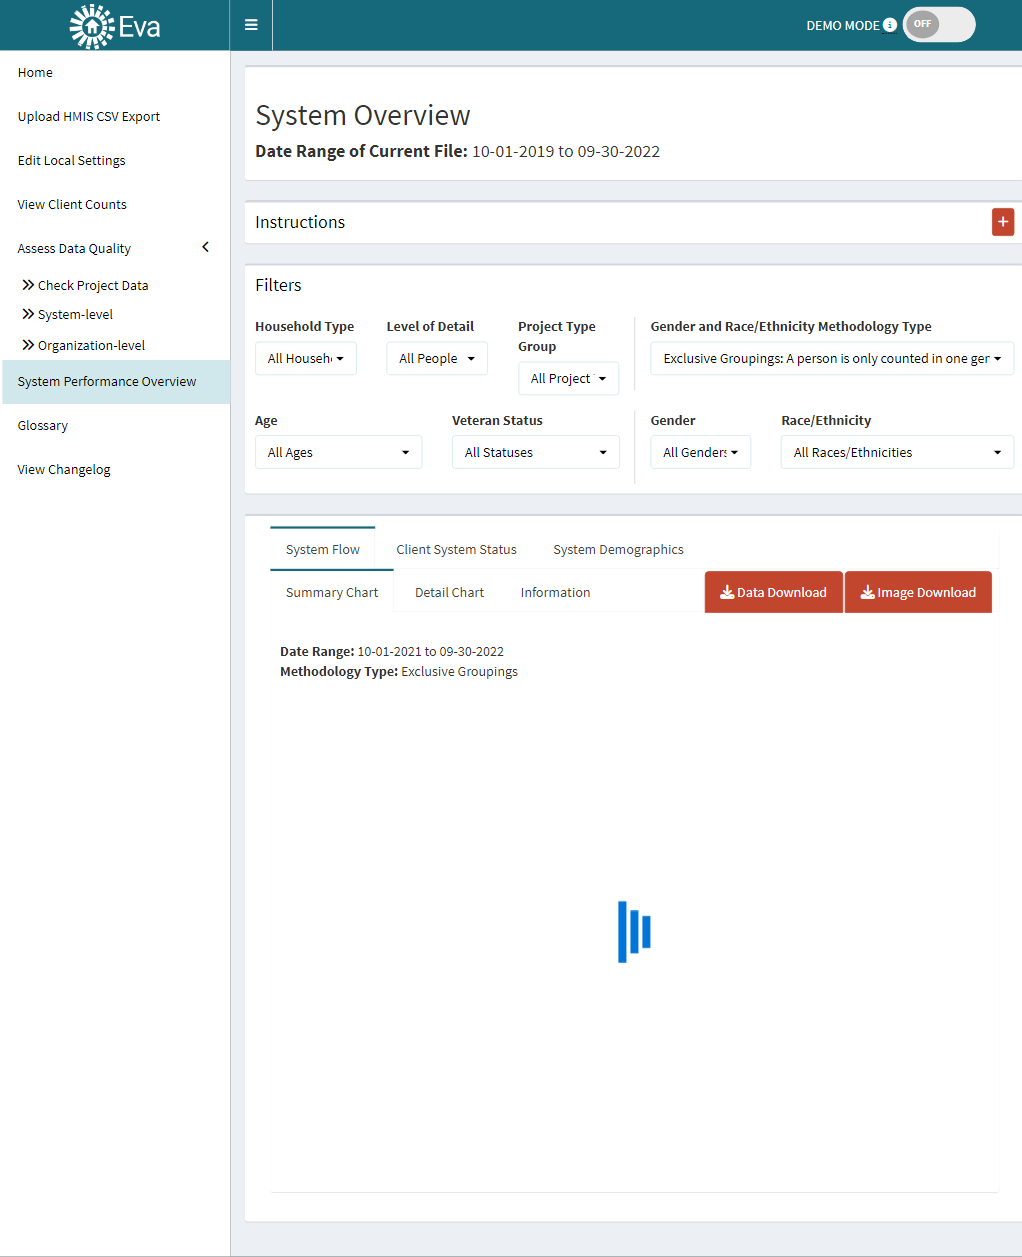 Eva
DEMO MODE
OFF
Home
Upload HMIS CSV Export
Edit Local Settings
View Client Counts
Assess Data Quality
Check Project Data
System-level
Organization-level
System Performance Overview
Glossary
View Changelog
System Overview
Date Range of Current File: 10-01-2019 to 09-30-2022
Instructions
Filters
Household Type
All Househ
Level of Detail
All People
Project Type
Group
All Project
Gender and Race/Ethnicity Methodology Type
Exclusive Groupings: A person is only counted in one ger
Age
All Ages
Veteran Status
All Statuses
Gender
All Genders
Race/Ethnicity
All Races/Ethnicities
System Flow Client System Status System Demographics
Summary Chart Detail Chart Information Data Download Image Download
Date Range: 10-01-2021 to 09-30-2022
Methodology Type: Exclusive Groupings